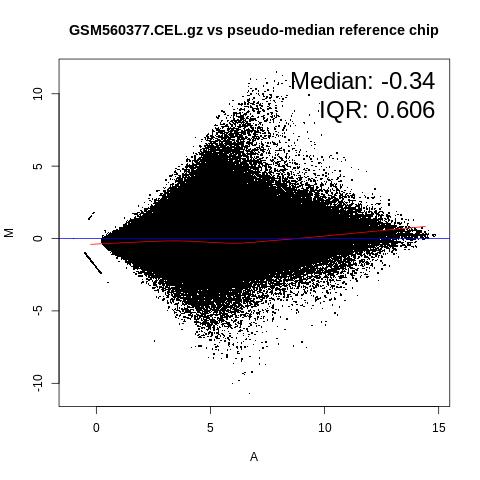 GSM560377.CEL.gz vs pseudo-median reference chip
Median: -0.34
IQR: 0.606
10
5
0
-5
-10
M
0 5 10 15
A